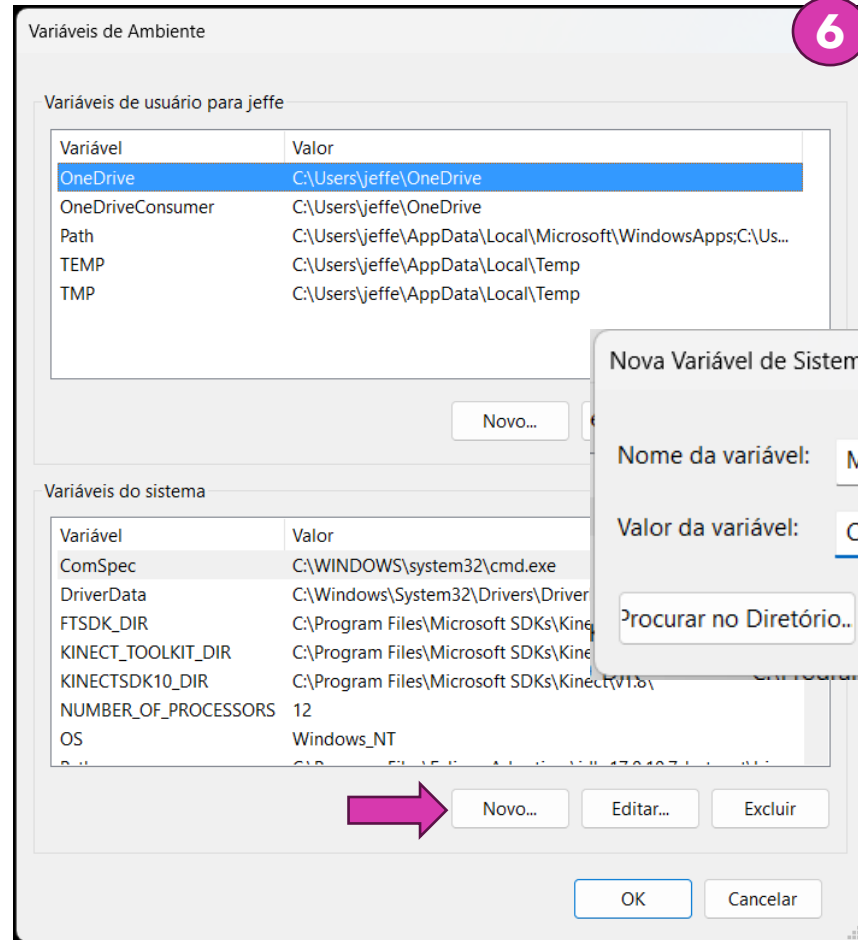 Variáveis de Ambiente
6
Variáveis de usuário para jeffe
Variável Valor
OneDrive C:\Users\jeffe\OneDrive
OneDriveConsumer C:\Users\jeffe\OneDrive
Path C:\Users\jeffe\AppData\Local\Microsoft\WindowsApps;C:\Us...
TEMP C:\Users\jeffe\AppData\Local\Temp
TMP C:\Users\jeffe\AppData\Local\Temp
Novo...
Nova Variável de Sistem
Nome da variável:
Valor da variável:
Procurar no Diretório...
Variáveis do sistema
Variável Valor
ComSpec C:\WINDOWS\system32\cmd.exe
DriverData C:\Windows\System32\Drivers\Driver
FTSDK_DIR C:\Program Files\Microsoft SDKs\Kine
KINECT_TOOLKIT_DIR C:\Program Files\Microsoft SDKs\Kine
KINECTSDK10_DIR C:\Program Files\Microsoft SDKs\Kinect\v1.8\
NUMBER_OF_PROCESSORS 12
OS Windows_NT
Novo... Editar... Excluir
OK Cancelar